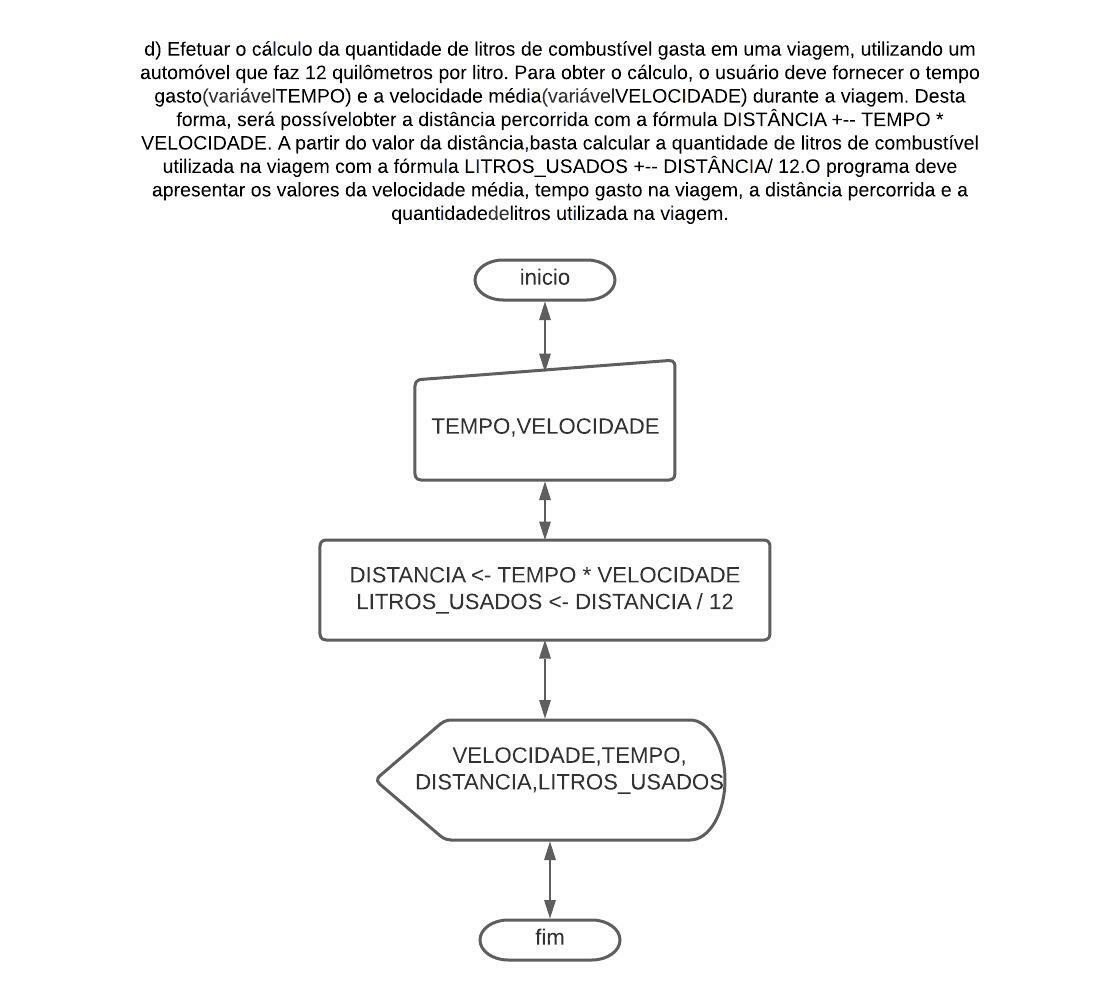 d) Efetuar o cálculo da quantidade de litros de combustível gasta em uma viagem, utilizando um
automóvel que faz 12 quilômetros por litro. Para obter o cálculo, o usuário deve fornecer o tempo
gasto(variávelTEMPO) e a velocidade média(variávelVELOCIDADE) durante a viagem. Desta
forma, será possívelobter a distância percorrida com a fórmula DISTÂNCIA +-- TEMPO *
VELOCIDADE. A partir do valor da distância,basta calcular a quantidade de litros de combustível
utilizada na viagem com a fórmula LITROS_USADOS +-- DISTÂNCIA/ 12.O programa deve
apresentar os valores da velocidade média, tempo gasto na viagem, a distância percorrida e a
quantidadedelitros utilizada na viagem.
inicio
TEMPO,VELOCIDADE
DISTANCIA <- TEMPO * VELOCIDADE
LITROS_USADOS <- DISTANCIA / 12
VELOCIDADE,TEMPO,
DISTANCIA,LITROS_USADOS
fim